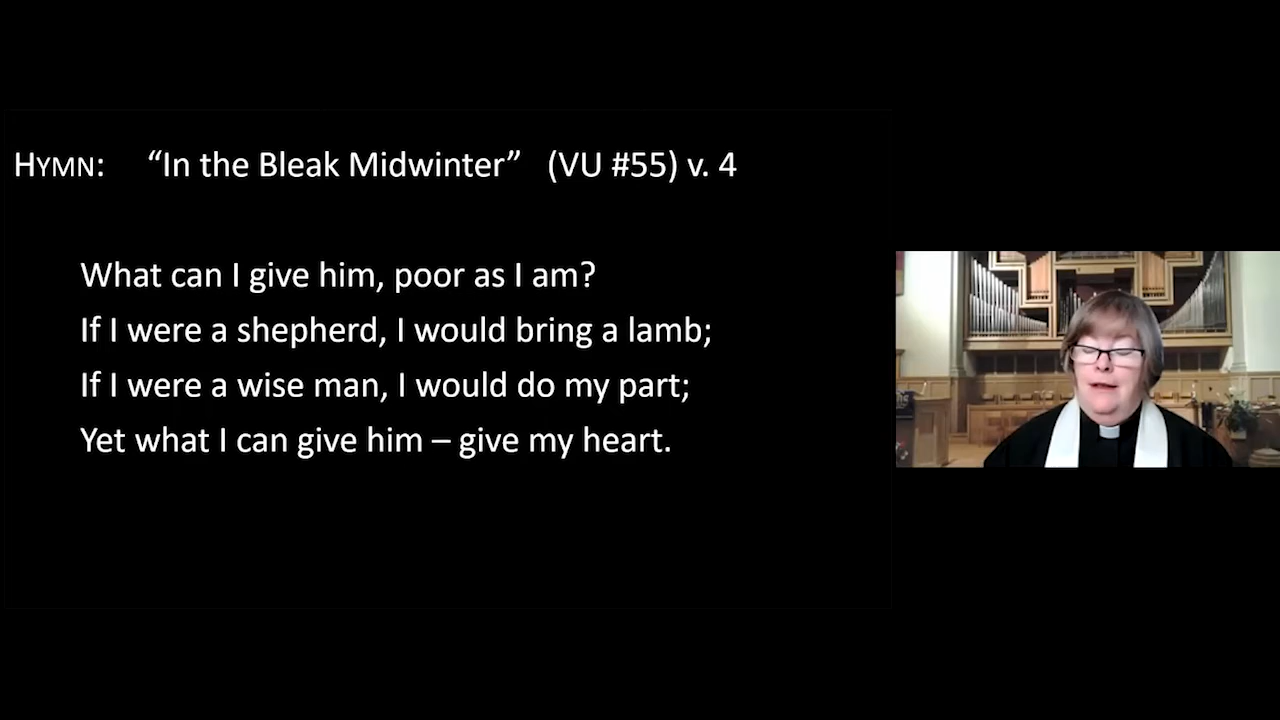 HYMN: “In the Bleak Midwinter” (VU #55) v. 4
What can I give him, poor as I am?
If I were a shepherd, I would bring a lamb;
If I were a wise man, I would do my part;
Yet what I can give him – give my heart.